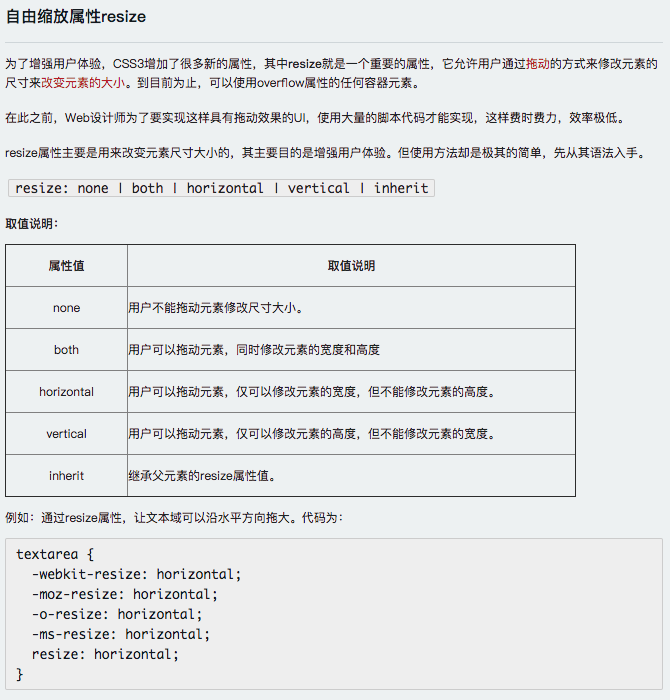 自由缩放属性resize
为了增强用户体验，CSS3增加了很多新的属性，其中resize就是一个重要的属性，它允许用户通过拖动的方式来修改元素的
尺寸来改变元素的大小。到目前为止，可以使用overflow属性的任何容器元素。
在此之前，Web设计师为了要实现这样具有拖动效果的UI，使用大量的脚本代码才能实现，这样费时费力，效率极低。
resize属性主要是用来改变元素尺寸大小的，其主要目的是增强用户体验。但使用方法却是极其的简单，先从其语法入手。
resize: none | both | horizontal | vertical | inherit
取值说明：
属性值 取值说明
none 用户不能拖动元素修改尺寸大小。
both 用户可以拖动元素，同时修改元素的宽度和高度
horizontal 用户可以拖动元素，仅可以修改元素的宽度，但不能修改元素的高度。
vertical 用户可以拖动元素，仅可以修改元素的高度，但不能修改元素的宽度。
inherit 继承父元素的resize属性值。
例如：通过resize属性，让文本域可以沿水平方向拖大。代码为：
textarea {
  -webkit-resize: horizontal;
  -moz-resize: horizontal;
  -o-resize: horizontal;
  -ms-resize: horizontal;
  resize: horizontal;
}